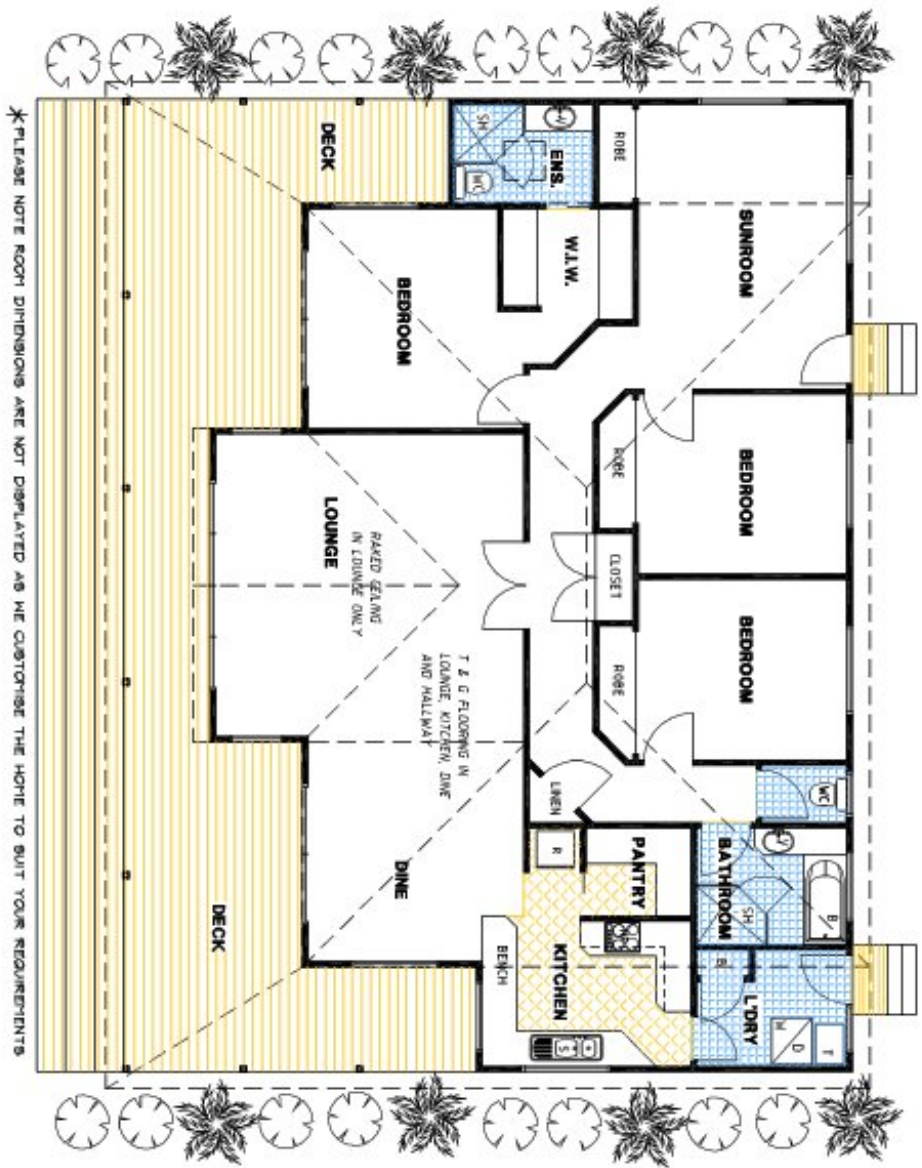 SUNROOM
BEDROOM
BEDROOM
WC
B
V
BATHROOM
SH
L'DRY
T
D
W
B
ROBE
ROBE
CLOSET
ROBE
LINEN
PANTRY
R
KITCHEN
BENCH
S
ENS.
V
SH
WC
W.I.W.
BEDROOM
LOUNGE
RAKED CEILING
IN LOUNGE ONLY
T & G FLOORING IN
LOUNGE, KITCHEN, DINE
AND HALLWAY
DINE
DECK
DECK
* PLEASE NOTE ROOM DIMENSIONS ARE NOT DISPLAYED AS WE CUSTOMISE THE HOME TO SUIT YOUR REQUIREMENTS